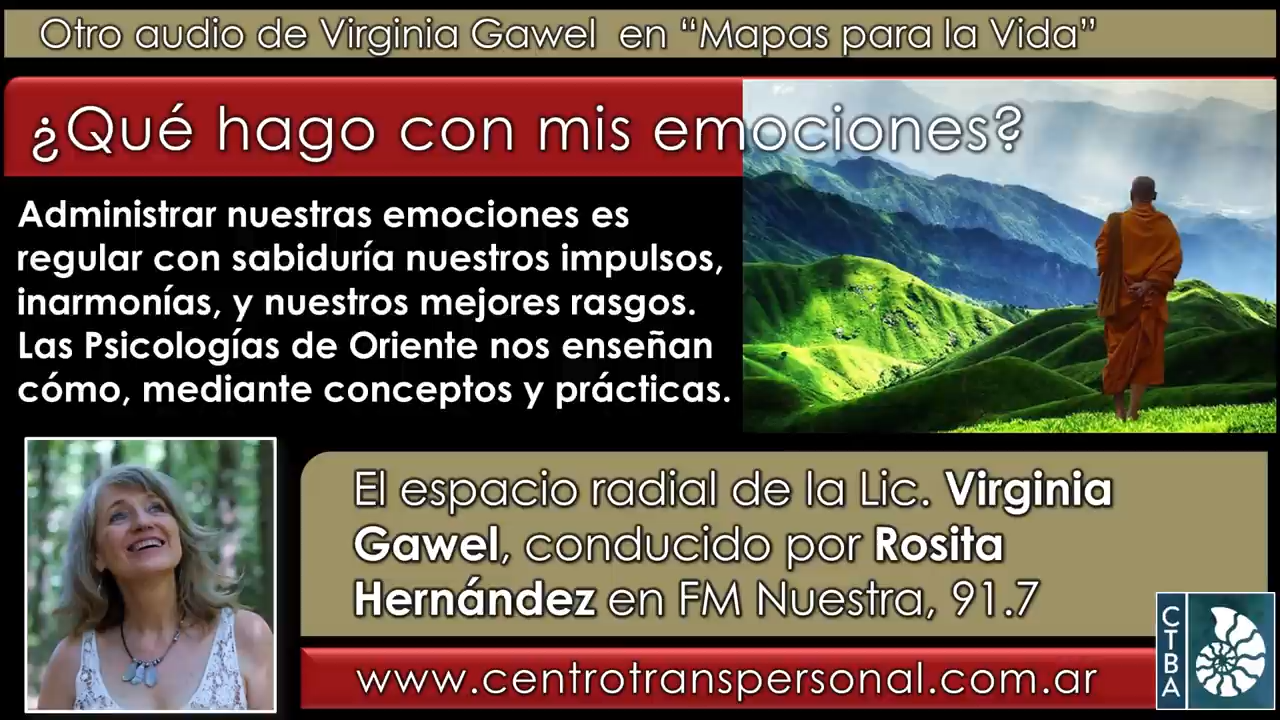 Otro audio de Virginia Gawel en “Mapas para la Vida”
¿Qué hago con mis emociones?
Administrar nuestras emociones es
regular con sabiduría nuestros impulsos,
inarmonías, y nuestros mejores rasgos.
Las Psicologías de Oriente nos enseñan
cómo, mediante conceptos y prácticas.
El espacio radial de la Lic. Virginia
Gawel, conducido por Rosita
Hernández en FM Nuestra, 91.7
www.centrotranspersonal.com.ar
CTBA